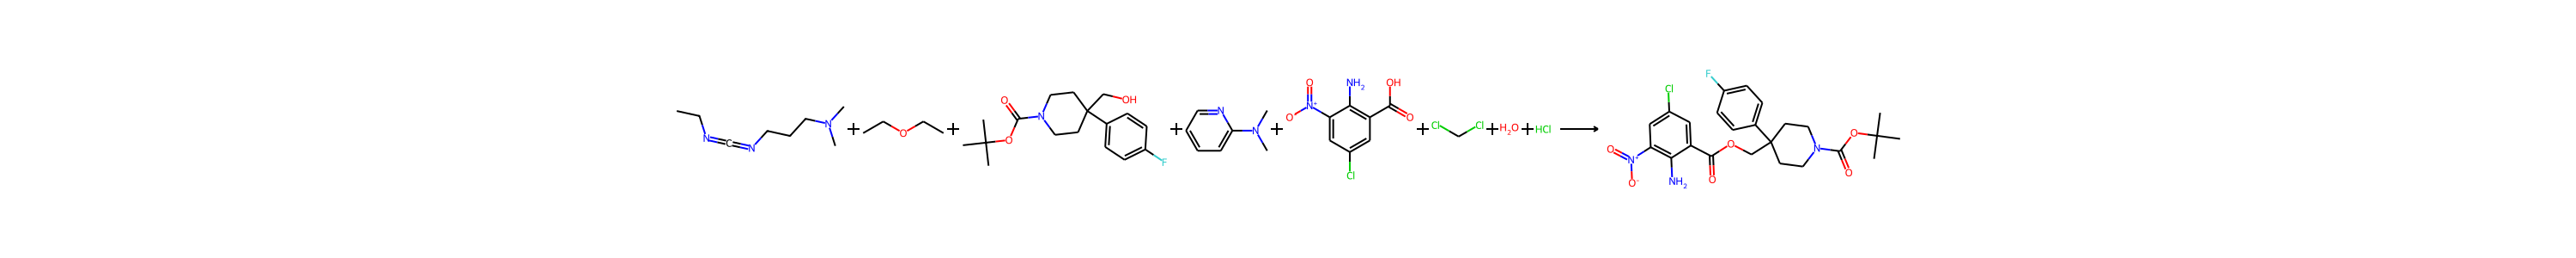 N C N N + O + O N O OH F + N N + O N+ O- NH2 OH O Cl + Cl Cl + H2O + HCl F Cl O N+ O- NH2 O O N O O